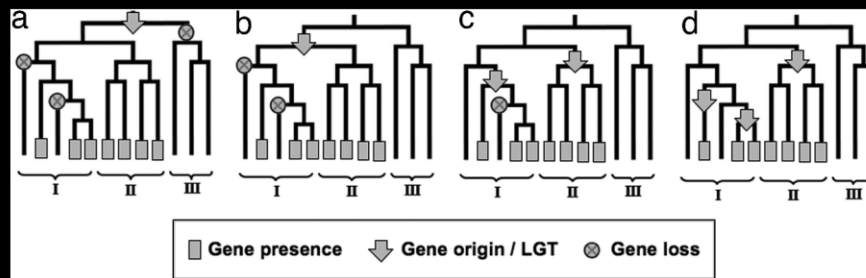 a b c d
I II III I II III I II III I II III
Gene presence Gene origin / LGT Gene loss